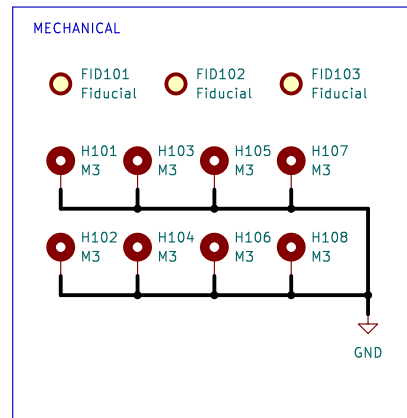 MECHANICAL
FID101 FID102 FID103
Fiducial Fiducial Fiducial
H101 H103 H105 H107
M3 M3 M3 M3
H102 H104 H106 H108
M3 M3 M3 M3
GND